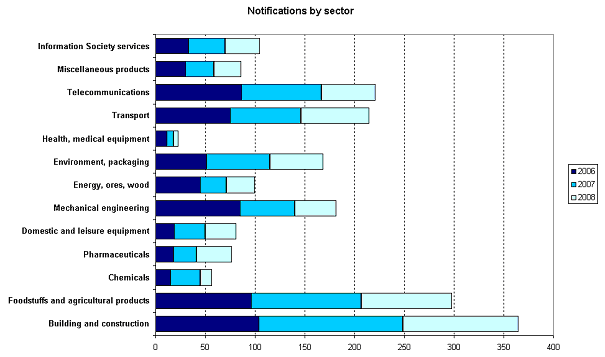 Notifications by sector
Information Society services
Miscellaneous products
Telecommunications
Transport
Health, medical equipment
Environment, packaging
Energy, ores, wood
Mechanical engineering
Domestic and leisure equipment
Pharmaceuticals
Chemicals
Foodstuffs and agricultural products
Building and construction
0 50 100 150 200 250 300 350 400
2006
2007
2008